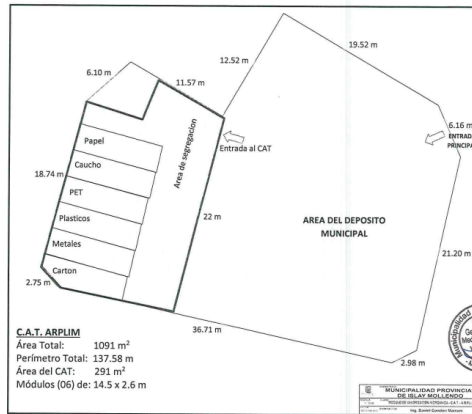 19.52 m
12.52 m
6.10 m
11.57 m
6.16 m
ENTRADA
PRINCIPAL
Papel
Area de segregacion
Entrada al CAT
Caucho
18.74 m
PET
22 m
AREA DEL DEPOSITO
MUNICIPAL
Plasticos
Metales
21.20 m
Carton
2.75 m
36.71 m
2.98 m
C.A.T. ARPLIM
Área Total: 1091 m²
Perímetro Total: 137.58 m
Área del CAT: 291 m²
Módulos (06) de: 14.5 x 2.6 m
MUNICIPALIDAD PROVINCIAL
DE ISLAY MOLLENDO